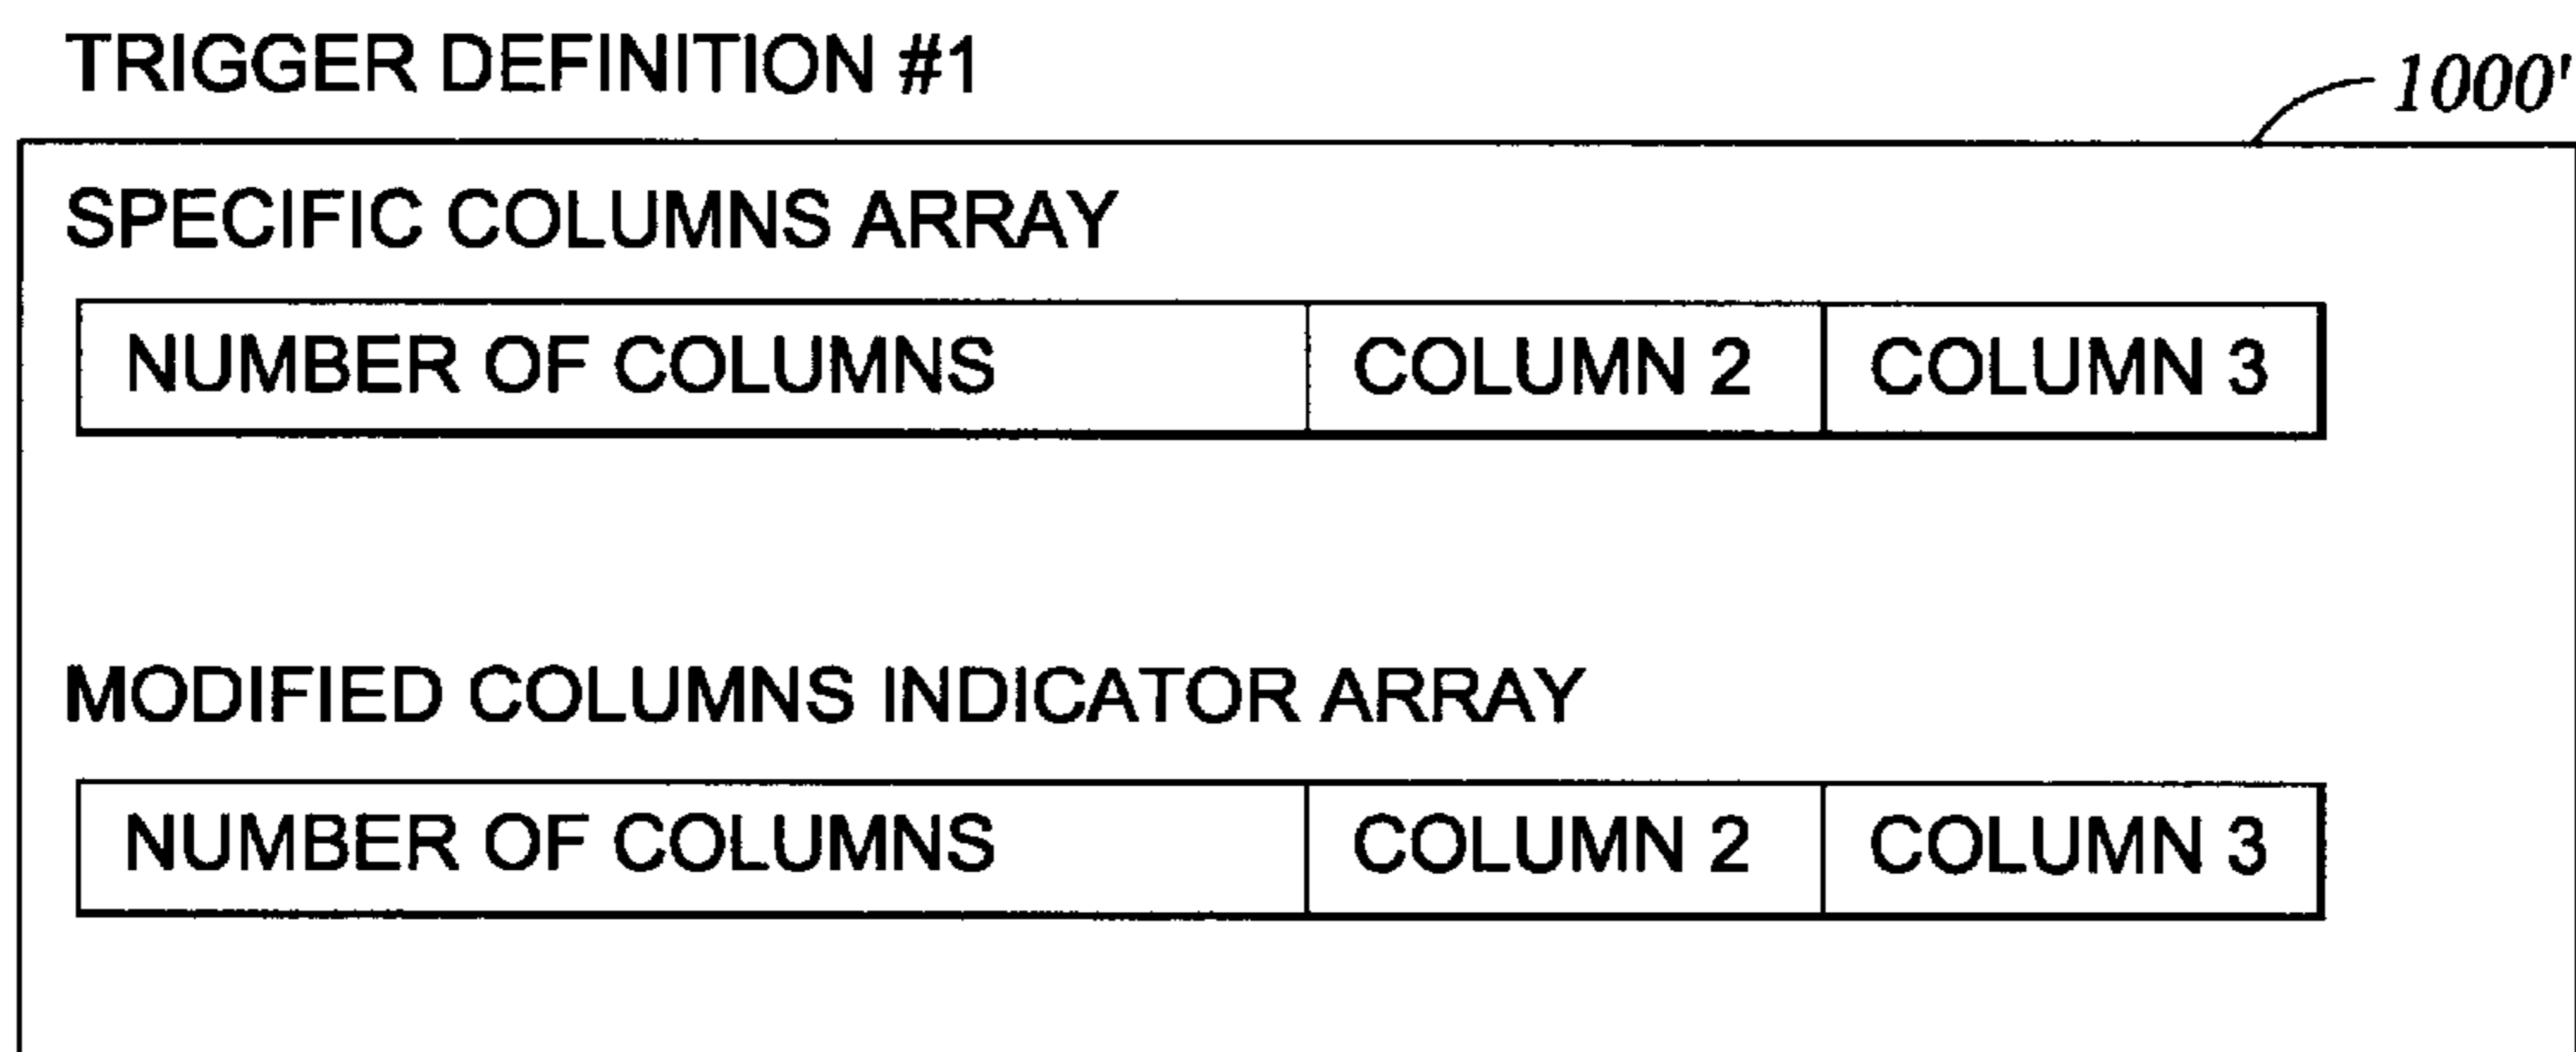 TRIGGER DEFINITION #1
1000'
SPECIFIC COLUMNS ARRAY
NUMBER OF COLUMNS COLUMN 2 COLUMN 3
MODIFIED COLUMNS INDICATOR ARRAY
NUMBER OF COLUMNS COLUMN 2 COLUMN 3